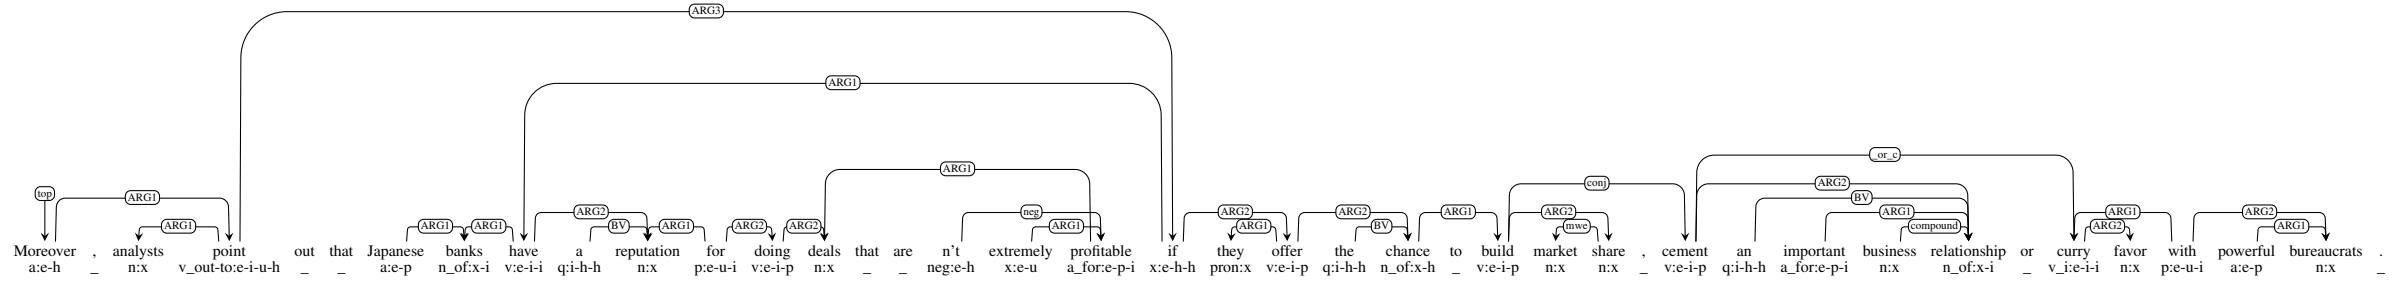 ARG3
ARG1
_or_c
ARG1
conj ARG2
top ARG1 BV
ARG2 neg ARG2 ARG2 ARG1 ARG2 ARG1 ARG1 ARG2
ARG1 ARG1 ARG1 BV ARG1 ARG2 ARG2 ARG1 ARG1 BV mwe compound ARG2 ARG1
Moreover , analysts point out that Japanese banks have a reputation for doing deals that are n't extremely profitable if they offer the chance to build market share , cement an important business relationship or curry favor with powerful bureaucrats .
a:e-h _ n:x v_out-to:e-i-u-h _ _ a:e-p n_of:x-i v:e-i-i q:i-h-h n:x p:e-u-i v:e-i-p n:x _ _ neg:e-h x:e-u a_for:e-p-i x:e-h-h pron:x v:e-i-p q:i-h-h n_of:x-h _ v:e-i-p n:x n:x _ v:e-i-p q:i-h-h a_for:e-p-i n:x n_of:x-i _ v_i:e-i-i n:x p:e-u-i a:e-p n:x _